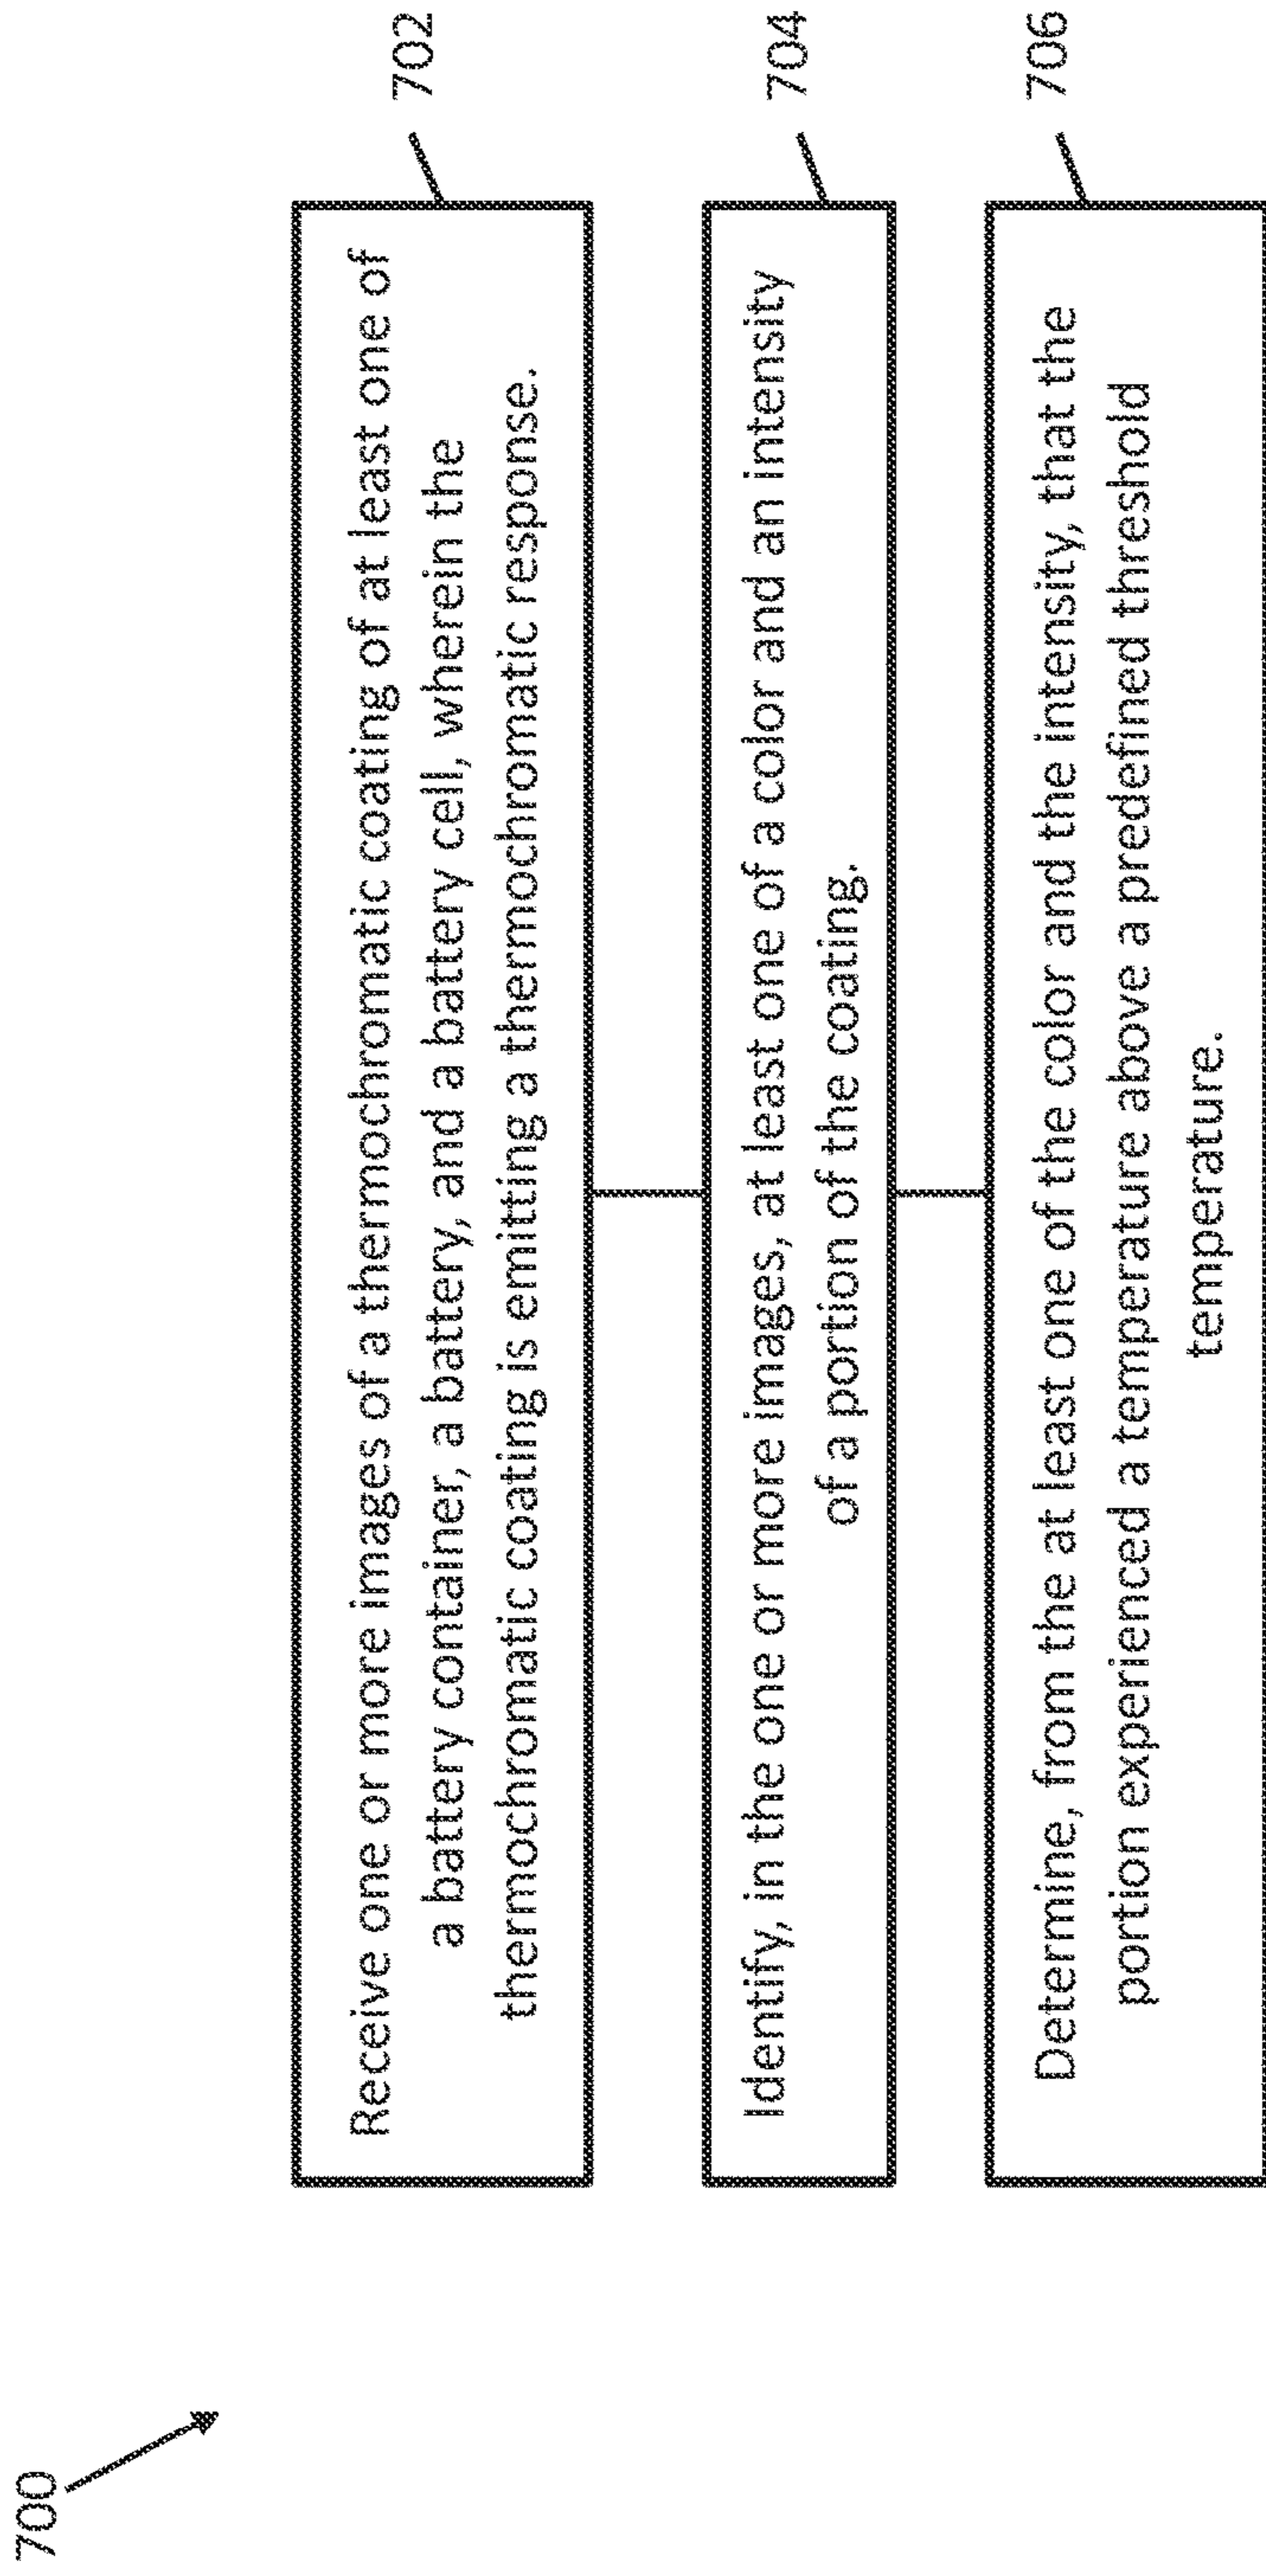 700
Receive one or more images of a thermochromatic coating of at least one of
a battery container, a battery, and a battery cell, wherein the
thermochromatic coating is emitting a thermochromatic response.
702
Identify, in the one or more images, at least one of a color and an intensity
of a portion of the coating.
704
Determine, from the at least one of the color and the intensity, that the
portion experienced a temperature above a predefined threshold
temperature.
706